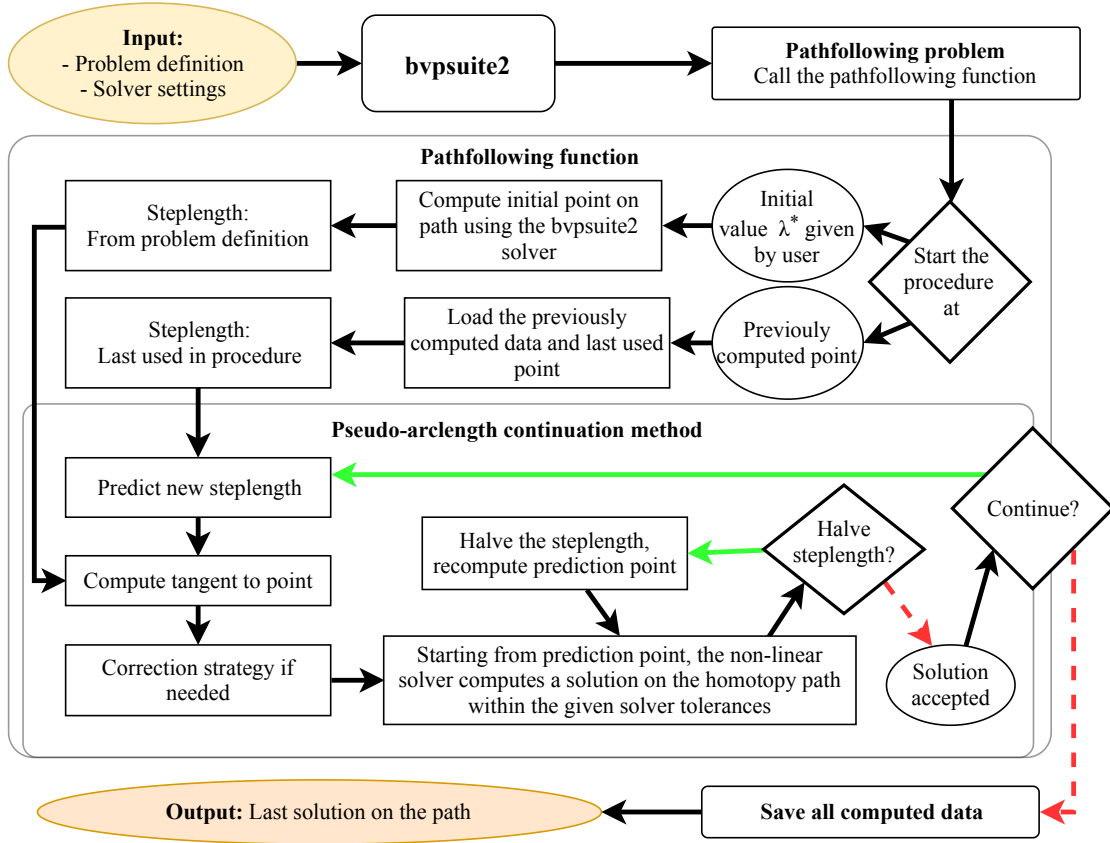 Input:
- Problem definition
- Solver settings
bvpsuite2
Pathfollowing problem
Call the pathfollowing function
Pathfollowing function
Steplength:
From problem definition
Compute initial point on
path using the bvpsuite2
solver
Initial
value λ* given
by user
Start the
procedure
at
Steplength:
Last used in procedure
Load the previously
computed data and last used
point
Previouly
computed point
Pseudo-arclength continuation method
Predict new steplength
Continue?
Halve the steplength,
recompute prediction point
Halve
steplength?
Compute tangent to point
Correction strategy if
needed
Starting from prediction point, the non-linear
solver computes a solution on the homotopy path
within the given solver tolerances
Solution
accepted
Output: Last solution on the path
Save all computed data